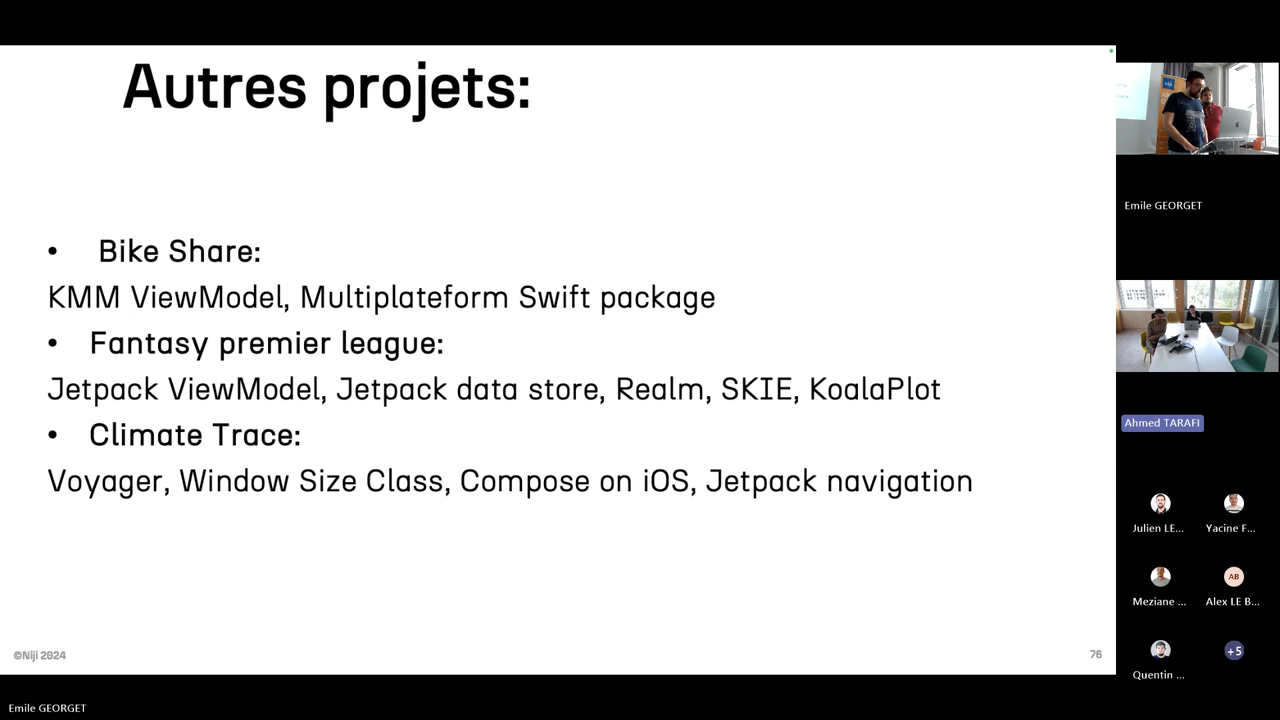 Autres projets:
• Bike Share:
KMM ViewModel, Multiplateform Swift package
• Fantasy premier league:
Jetpack ViewModel, Jetpack data store, Realm, SKIE, KoalaPlot
• Climate Trace:
Voyager, Window Size Class, Compose on iOS, Jetpack navigation
©Niji 2024
76
Emile GEORGET
Ahmed TARAFI
Julien LE...
Yacine F...
Meziane ...
AB
Alex LE B...
Quentin ...
+5
Emile GEORGET